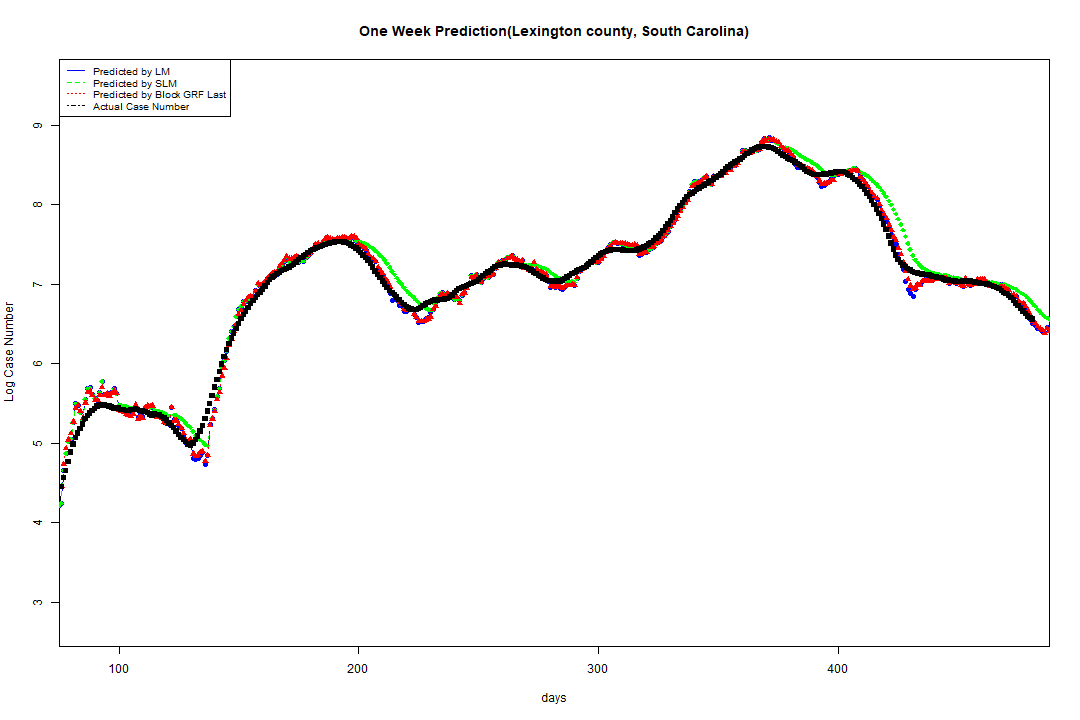 One Week Prediction(Lexington county, South Carolina)
Predicted by LM
Predicted by SLM
Predicted by Block GRF Last
Actual Case Number
9
8
7
6
5
4
3
Log Case Number
100 200 300 400
days